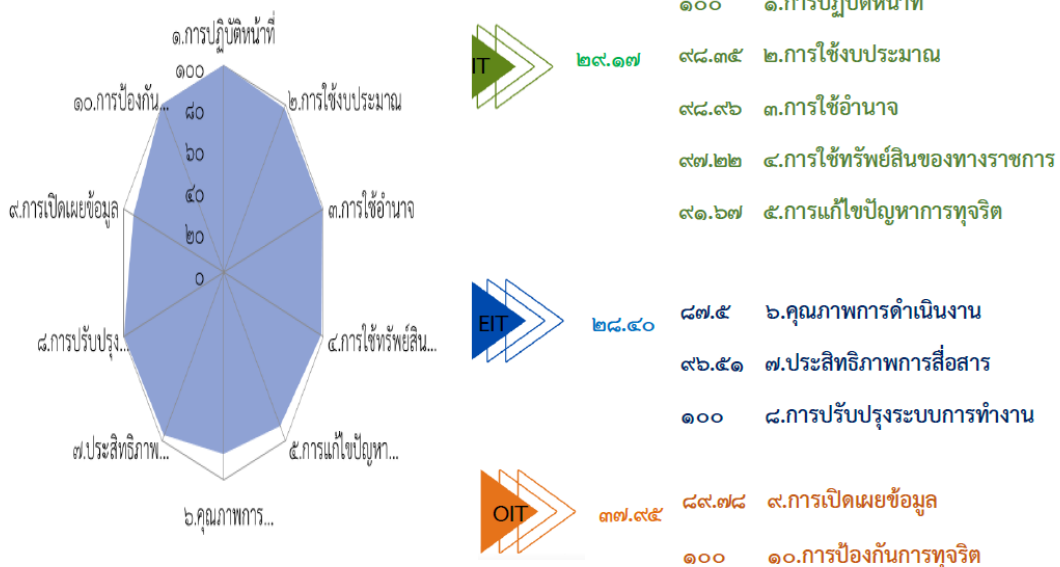 ๑.การปฏิบัติหน้าที่
๑๐๐
๘๐
๖๐
๔๐
๒๐
๐
๒.การใช้งบประมาณ
๓.การใช้อำนาจ
๔.การใช้ทรัพย์สิน...
๕.การแก้ไขปัญหา...
๖.คุณภาพการ...
๗.ประสิทธิภาพ...
๘.การปรับปรุง...
๙.การเปิดเผยข้อมูล
๑๐.การป้องกัน...
IIT ๒๙.๑๗
๑๐๐ ๑.การปฏิบัติหน้าที่
๙๘.๓๕ ๒.การใช้งบประมาณ
๙๘.๙๖ ๓.การใช้อำนาจ
๙๗.๒๒ ๔.การใช้ทรัพย์สินของทางราชการ
๙๑.๖๗ ๕.การแก้ไขปัญหาการทุจริต
EIT ๒๘.๔๐
๘๗.๕ ๖.คุณภาพการดำเนินงาน
๙๖.๕๑ ๗.ประสิทธิภาพการสื่อสาร
๑๐๐ ๘.การปรับปรุงระบบการทำงาน
OIT ๓๗.๙๕
๘๙.๗๘ ๙.การเปิดเผยข้อมูล
๑๐๐ ๑๐.การป้องกันการทุจริต